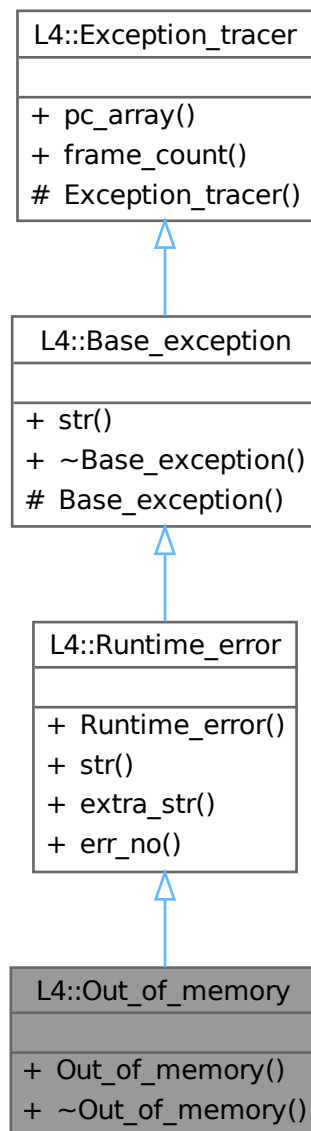 L4::Exception_tracer
+ pc_array()
+ frame_count()
# Exception_tracer()
L4::Base_exception
+ str()
+ ~Base_exception()
# Base_exception()
L4::Runtime_error
+ Runtime_error()
+ str()
+ extra_str()
+ err_no()
L4::Out_of_memory
+ Out_of_memory()
+ ~Out_of_memory()